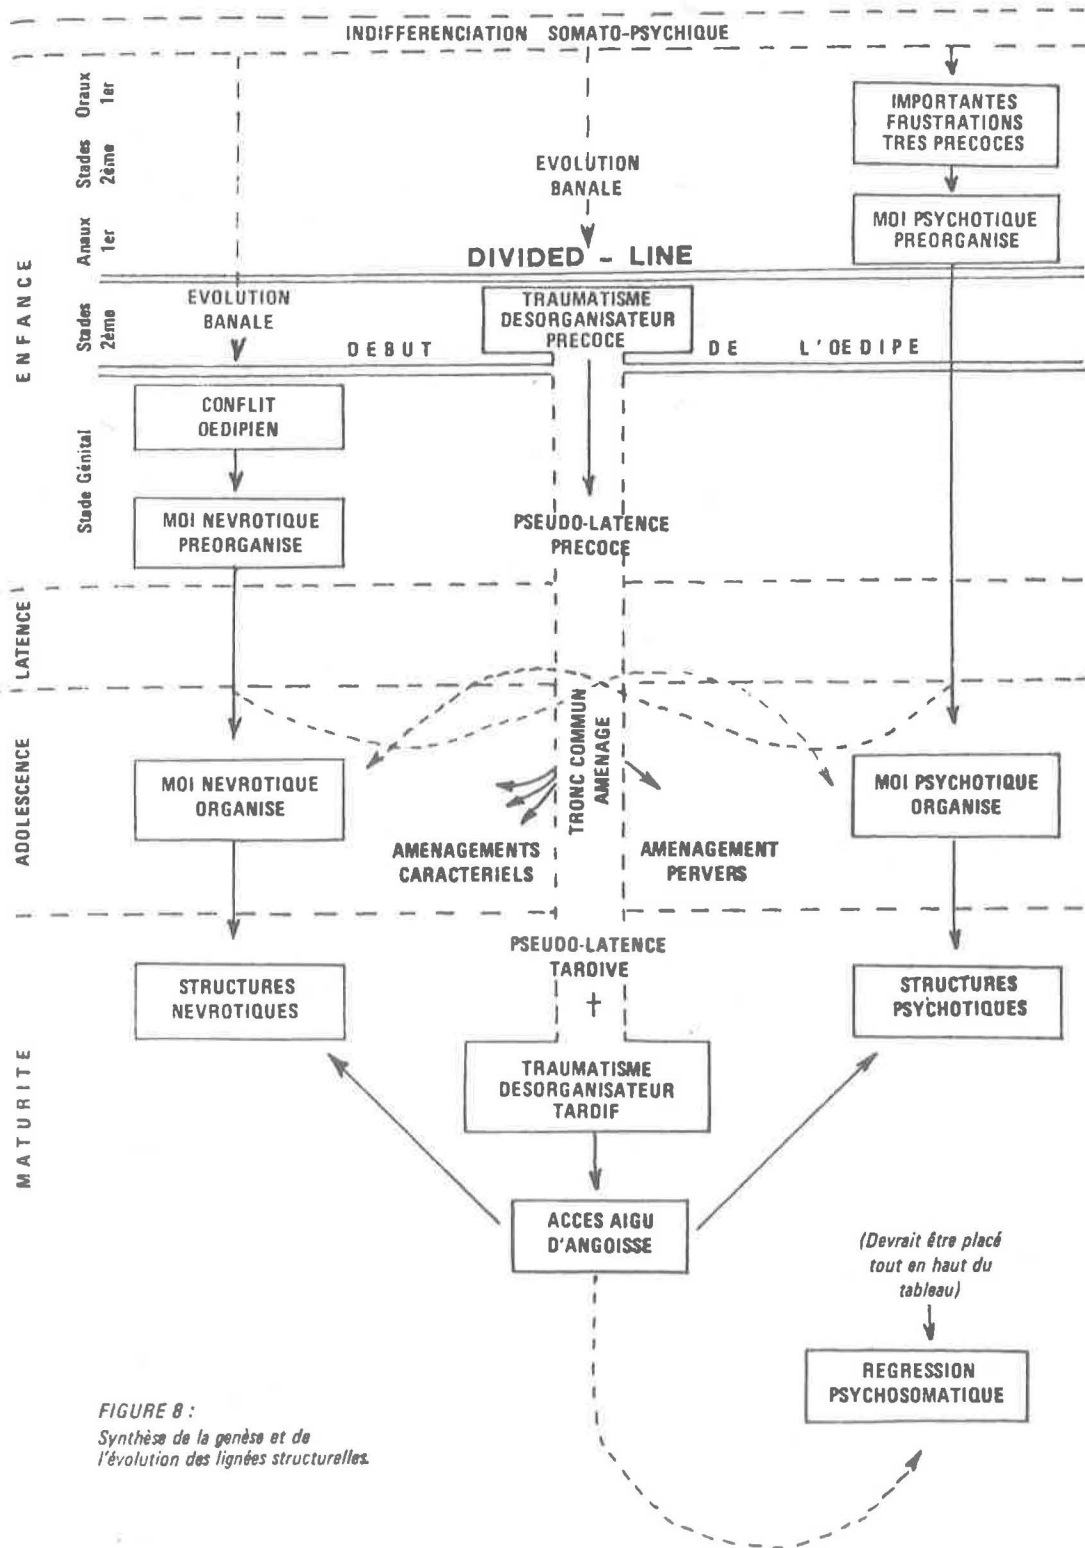 INDIFFERENCIATION SOMATO-PSYCHIQUE
ENFANCE
Stades Oraux
2ème 1er
IMPORTANTES
FRUSTRATIONS
TRES PRECOCES
EVOLUTION
BANALE
Stades Anaux
2ème 1er
MOI PSYCHOTIQUE
PREORGANISE
DIVIDED - LINE
EVOLUTION
BANALE
TRAUMATISME
DESORGANISATEUR
PRECOCE
DEBUT DE L'OEDIPE
Stade Génital
CONFLIT
OEDIPIEN
MOI NEVROTIQUE
PREORGANISE
PSEUDO-LATENCE
PRECOCE
LATENCE
ADOLESCENCE
TRONC COMMUN
AMENAGE
MOI NEVROTIQUE
ORGANISE
MOI PSYCHOTIQUE
ORGANISE
AMENAGEMENTS
CARACTERIELS
AMENAGEMENT
PERVERS
MATURITE
PSEUDO-LATENCE
TARDIVE
STRUCTURES
NEVROTIQUES
STRUCTURES
PSYCHOTIQUES
TRAUMATISME
DESORGANISATEUR
TARDIF
ACCES AIGU
D'ANGOISSE
(Devrait être placé
tout en haut du
tableau)
REGRESSION
PSYCHOSOMATIQUE
FIGURE 8 :
Synthèse de la genèse et de
l'évolution des lignées structurelles.